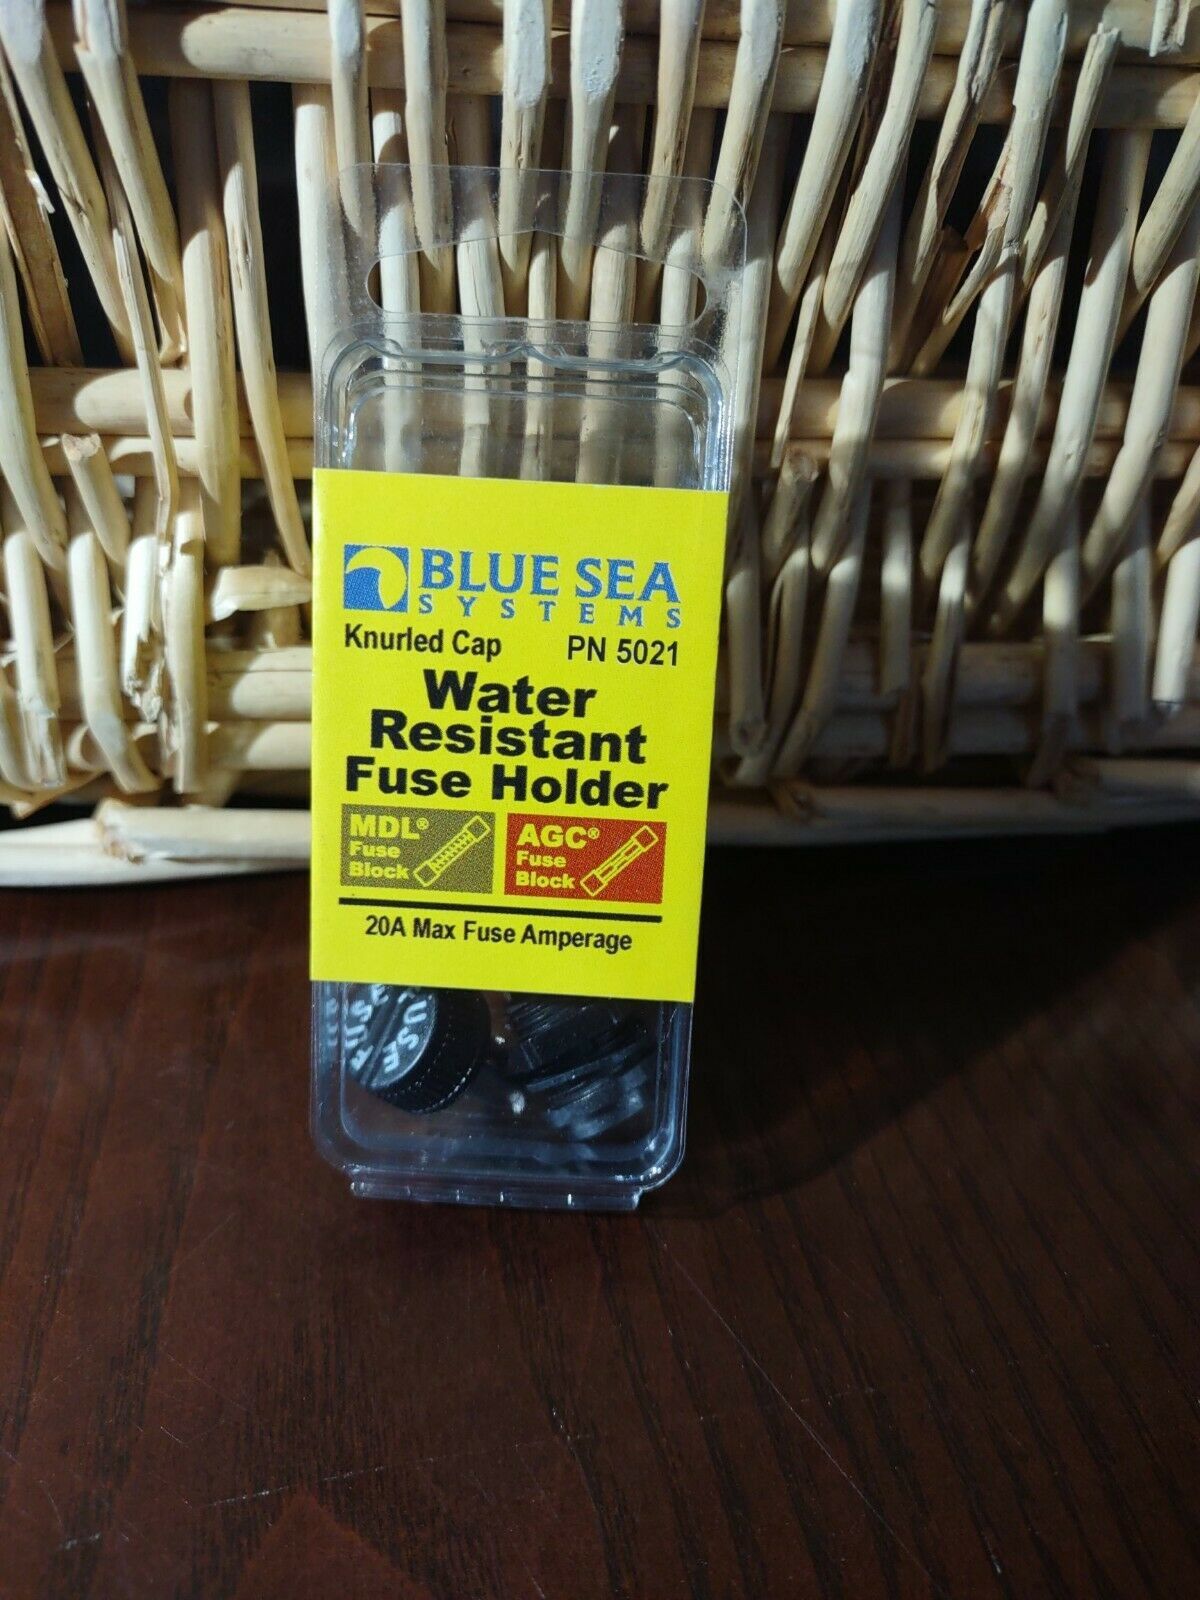 BLUE SEA
SYSTEMS
Knurled Cap PN 5021
Water
Resistant
Fuse Holder
MDL®
Fuse
Block
AGC®
Fuse
Block
20A Max Fuse Amperage
FUSE